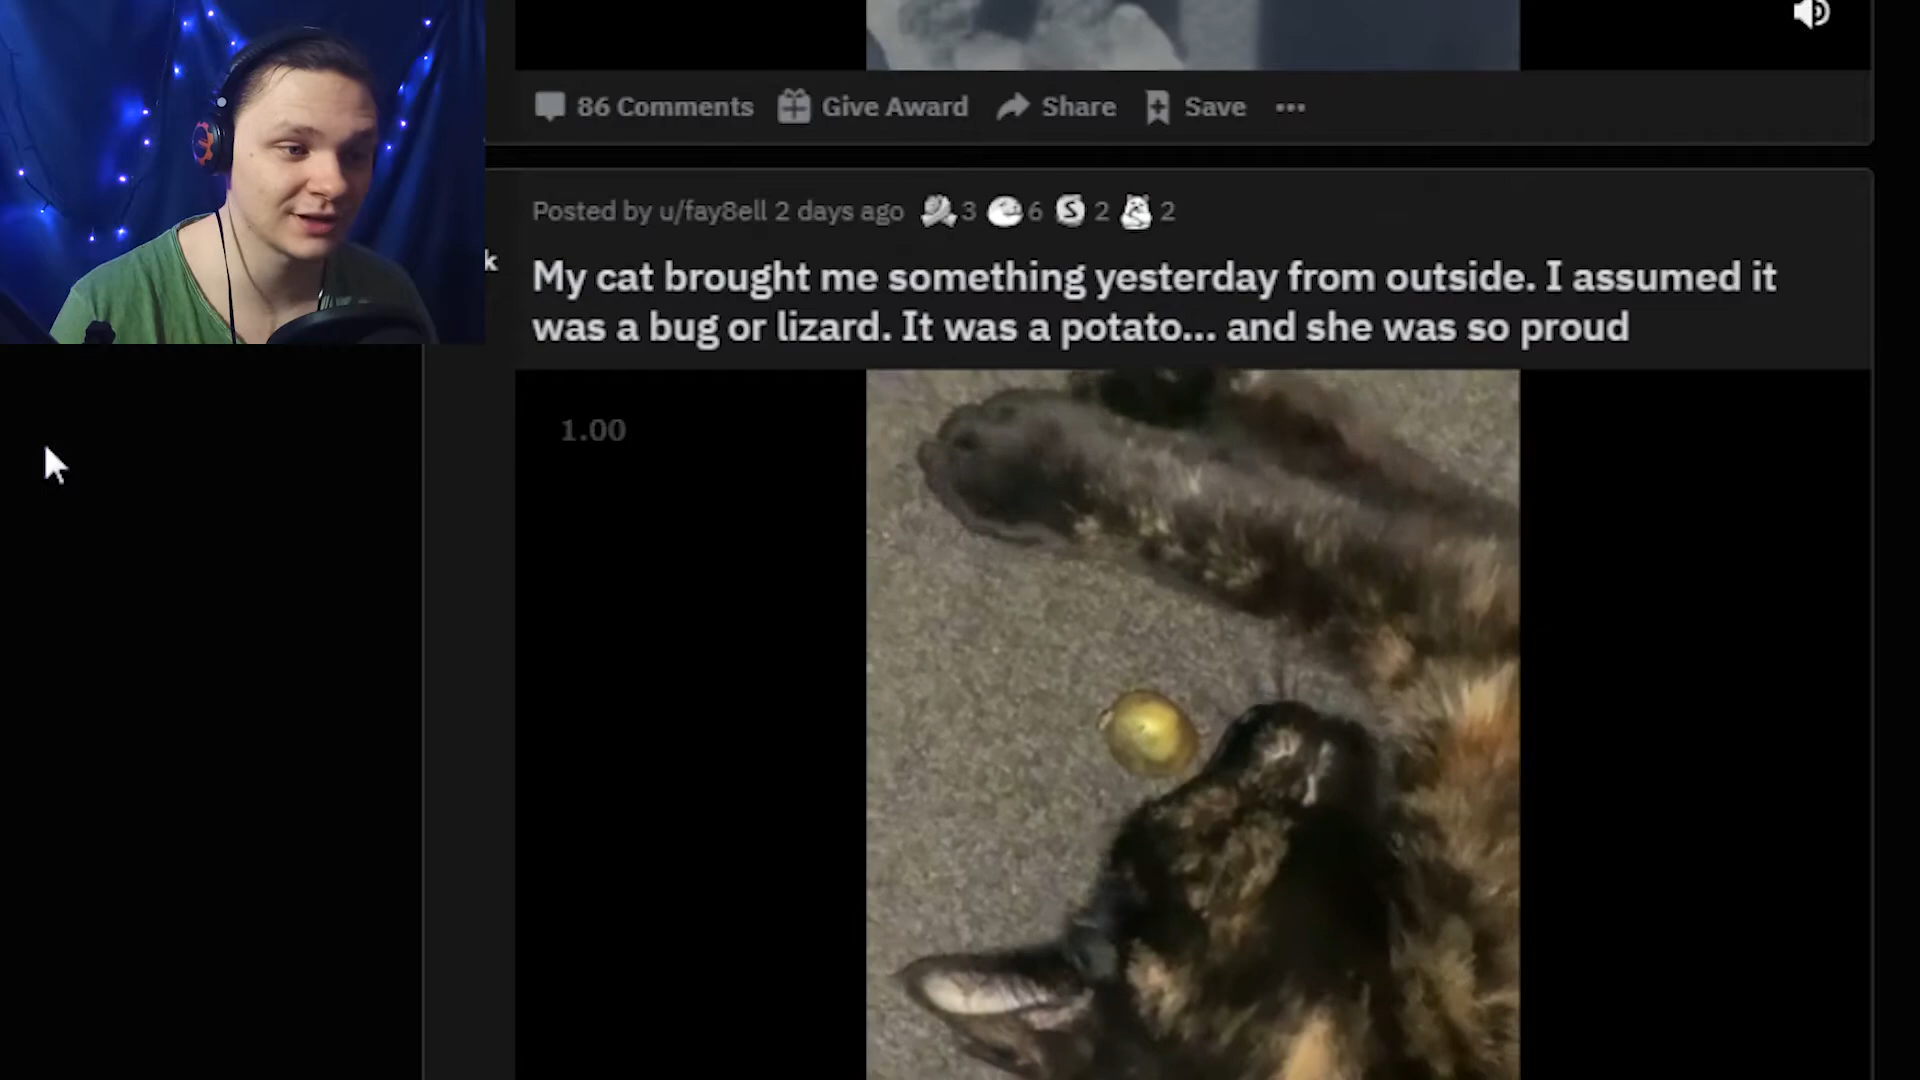 86 Comments Give Award Share Save
Posted by u/fay8ell 2 days ago 3 6 S 2 2
k
My cat brought me something yesterday from outside. I assumed it
was a bug or lizard. It was a potato... and she was so proud
1.00